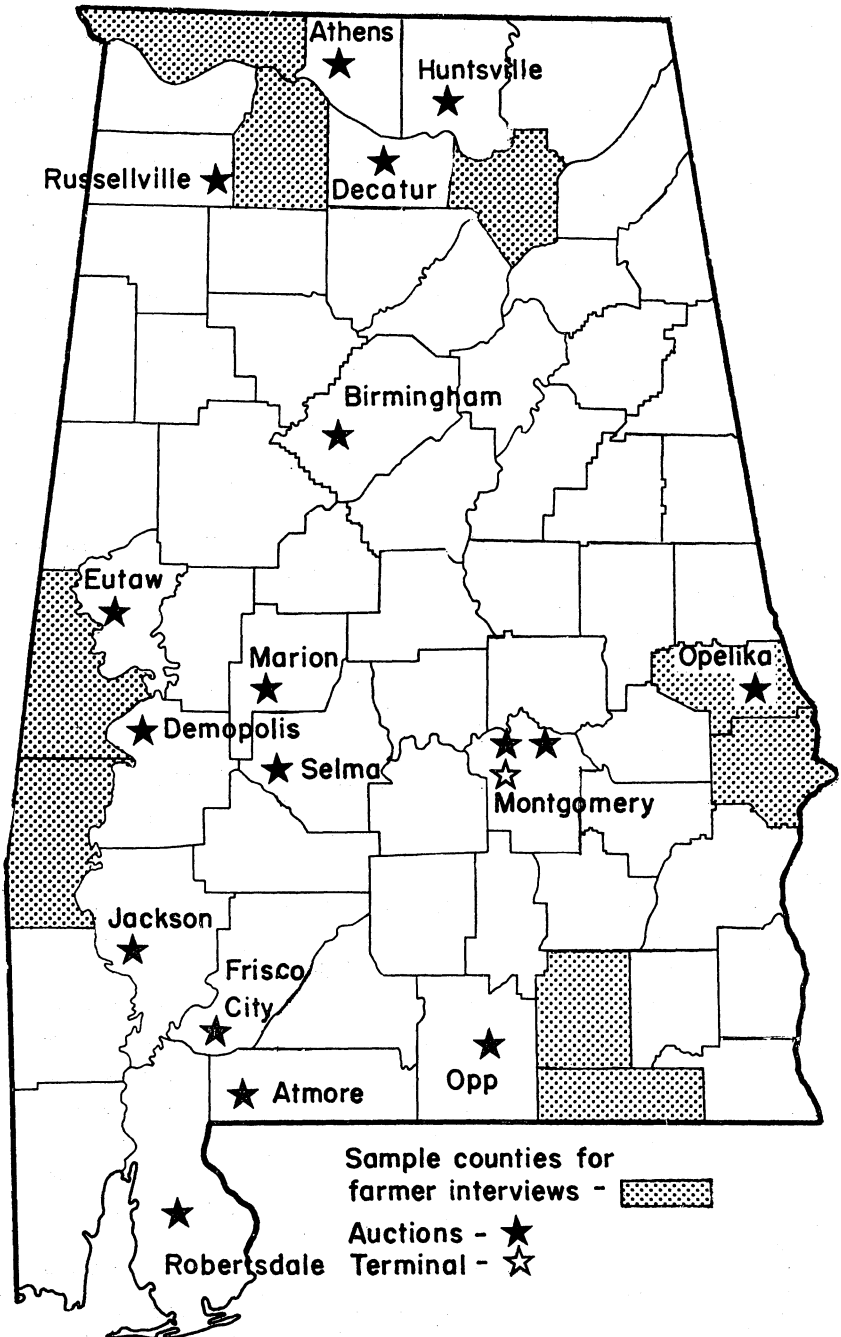 Athens
Huntsville
Russellville
Decatur
Birmingham
Eutaw
Marion
Opelika
Demopolis
Selma
Montgomery
Jackson
Frisco
City
Opp
Atmore
Robertsdale
Sample counties for
farmer interviews -
Auctions -
Terminal -